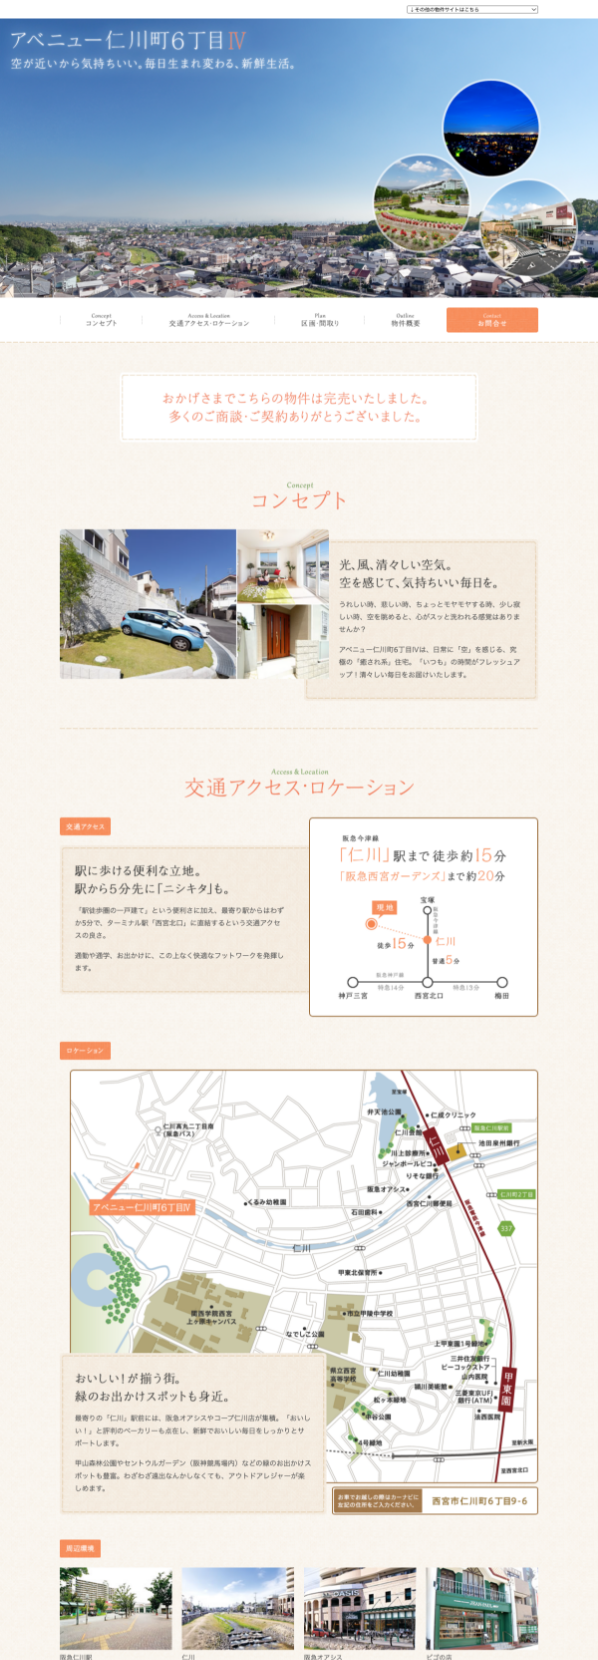 ↓その他の物件サイトはこちら
アベニュー仁川町6丁目Ⅳ
空が近いから気持ちいい。毎日生まれ変わる、新鮮生活。
Concept
コンセプト
Access & Location
交通アクセス・ロケーション
Plan
区画・間取り
Outline
物件概要
Contact
お問合せ
おかげさまでこちらの物件は完売いたしました。
多くのご商談・ご契約ありがとうございました。
Concept
コンセプト
光、風、清々しい空気。
空を感じて、気持ちいい毎日を。
うれしい時、悲しい時、ちょっとモヤモヤする時、少し寂
しい時、空を眺めると、心がスッと洗われる感覚はありま
せんか？
アベニュー仁川町6丁目Ⅳは、日常に「空」を感じる、究
極の「癒され系」住宅。「いつも」の時間がフレッシュア
ップ！清々しい毎日をお届けいたします。
Access & Location
交通アクセス・ロケーション
交通アクセス
駅に歩ける便利な立地。
駅から5分先に「ニシキタ」も。
「駅徒歩圏の一戸建て」という便利さに加え、最寄り駅からはわず
か5分で、ターミナル駅「西宮北口」に直結するという交通アクセ
スの良さ。
通勤や通学、お出かけに、この上なく快適なフットワークを発揮し
ます。
阪急今津線
「仁川」駅まで徒歩約15分
「阪急西宮ガーデンズ」まで約20分
宝塚
現地
阪急今津線
徒歩15分
仁川
普通5分
阪急神戸線
特急14分
特急13分
神戸三宮
西宮北口
梅田
ロケーション
至宝塚
弁天池公園
仁成クリニック
仁川高丸二丁目南
(阪急バス)
仁川
池田泉州銀行
川上診療所
ジャンボールピコ
りそな銀行
阪急オアシス
仁川町2丁目
アベニュー仁川町6丁目Ⅳ
くるみ幼稚園
西宮仁川郵便局
石田歯科
337
仁川
甲東北保育所
関西学院西宮
上ヶ原キャンパス
市立甲陵中学校
なでしこ公園
上甲東園1号緑地
三井住友銀行
ピーコックストア
山内医院
県立西宮
高等学校
仁川幼稚園
甲東園
三菱東京UFJ
銀行(ATM)
松ヶ本緑地
4号緑地
至新大阪
至西宮北口
おいしい！が揃う街。
緑のお出かけスポットも身近。
最寄りの「仁川」駅前には、阪急オアシスやコープ仁川店が集積。「おいし
い！」と評判のベーカリーも点在し、新鮮でおいしい毎日をしっかりとサ
ポートします。
甲山森林公園やセントウルガーデン（阪神競馬場内）などの緑のお出かけス
ポットも豊富。わざわざ遠出なんかしなくても、アウトドアレジャーが楽
しめます。
お車でお越しの際はカーナビに
右記の住所をご入力ください。
西宮市仁川町6丁目9-6
周辺環境
阪急仁川駅
仁川
阪急オアシス
ビゴの店